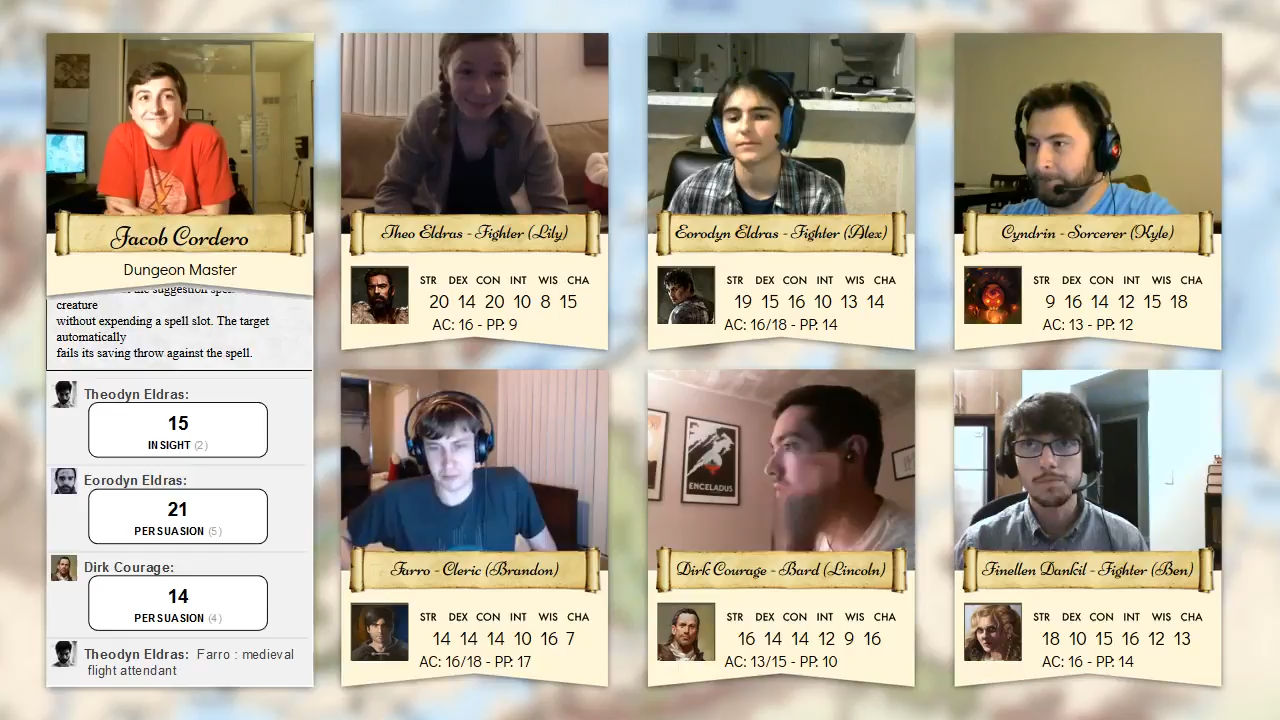 Jacob Cordero
Dungeon Master
the suggestion spell
creature
without expending a spell slot. The target
automatically
fails its saving throw against the spell.
Theodyn Eldras:
15
INSIGHT (2)
Eorodyn Eldras:
21
PERSUASION (5)
Dirk Courage:
14
PERSUASION (4)
Theodyn Eldras: Farro : medieval
flight attendant
Theo Eldras - Fighter (Lily)
STR DEX CON INT WIS CHA
20 14 20 10 8 15
AC: 16 - PP: 9
Eorodyn Eldras - Fighter (Alex)
STR DEX CON INT WIS CHA
19 15 16 10 13 14
AC: 16/18 - PP: 14
Cyndrin - Sorcerer (Kyle)
STR DEX CON INT WIS CHA
9 16 14 12 15 18
AC: 13 - PP: 12
Farro - Cleric (Brandon)
STR DEX CON INT WIS CHA
14 14 14 10 16 7
AC: 16/18 - PP: 17
ENCELADUS
Dirk Courage - Bard (Lincoln)
STR DEX CON INT WIS CHA
16 14 14 12 9 16
AC: 13/15 - PP: 10
Finellen Dankil - Fighter (Ben)
STR DEX CON INT WIS CHA
18 10 15 16 12 13
AC: 16 - PP: 14